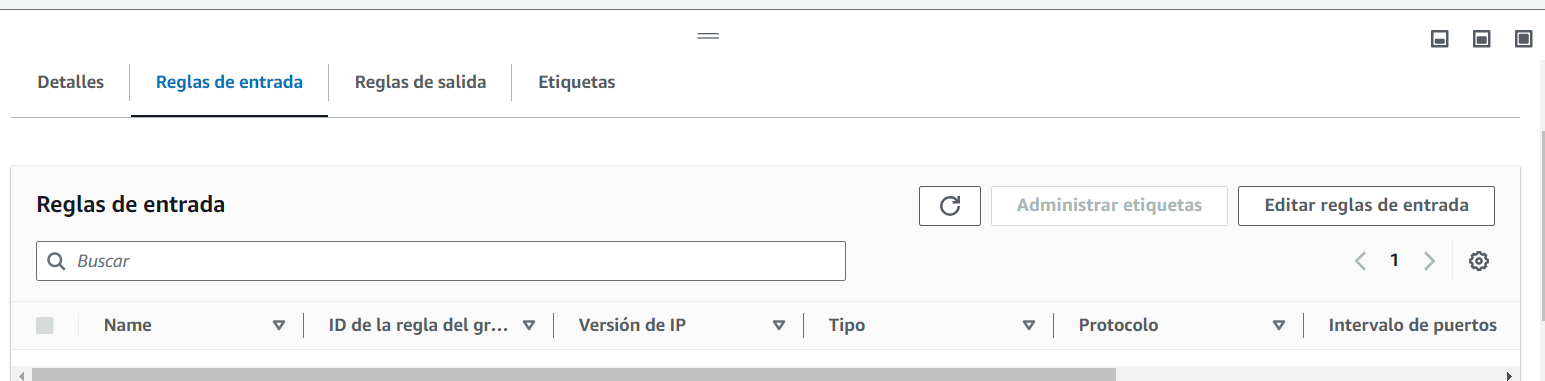 Detalles
Reglas de entrada
Reglas de salida
Etiquetas
Reglas de entrada
Administrar etiquetas
Editar reglas de entrada
Buscar
1
Name
ID de la regla del gr...
Versión de IP
Tipo
Protocolo
Intervalo de puertos